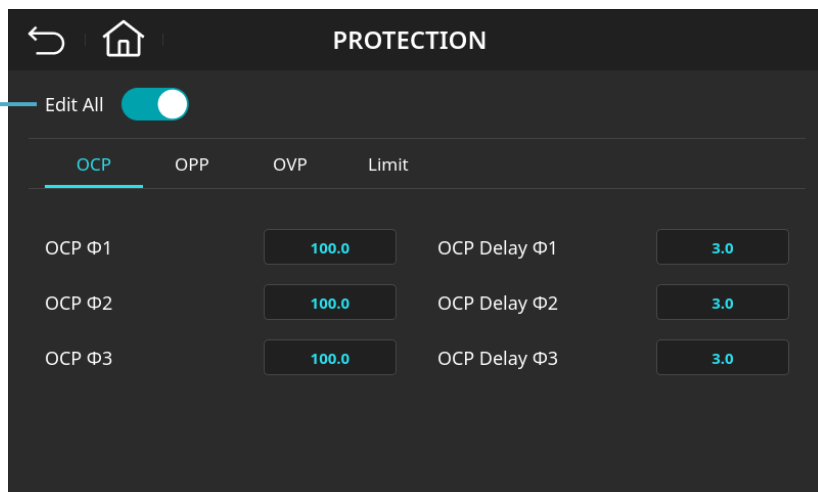 PROTECTION
Edit All
OCP OPP OVP Limit
OCP Φ1 100.0 OCP Delay Φ1 3.0
OCP Φ2 100.0 OCP Delay Φ2 3.0
OCP Φ3 100.0 OCP Delay Φ3 3.0